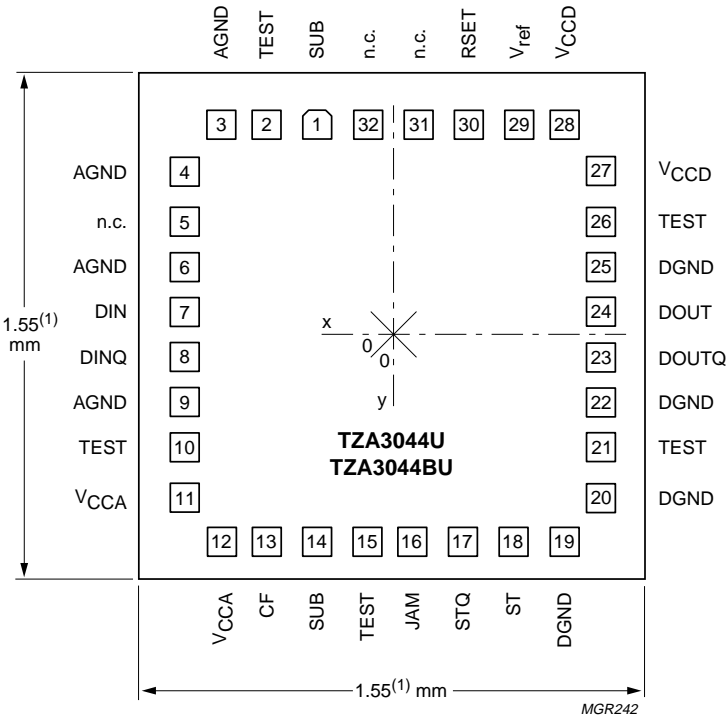 AGND
TEST
SUB
n.c.
n.c.
RSET
Vref
VCCD
3 2 1 32 31 30 29 28
AGND 4 27 VCCD
n.c. 5 26 TEST
AGND 6 25 DGND
DIN 7 24 DOUT
1.55(1)
mm
x
0
0
y
DINQ 8 23 DOUTQ
AGND 9 22 DGND
TEST 10 21 TEST
TZA3044U
TZA3044BU
VCCA 11 20 DGND
12 13 14 15 16 17 18 19
VCCA
CF
SUB
TEST
JAM
STQ
ST
DGND
1.55(1) mm
MGR242